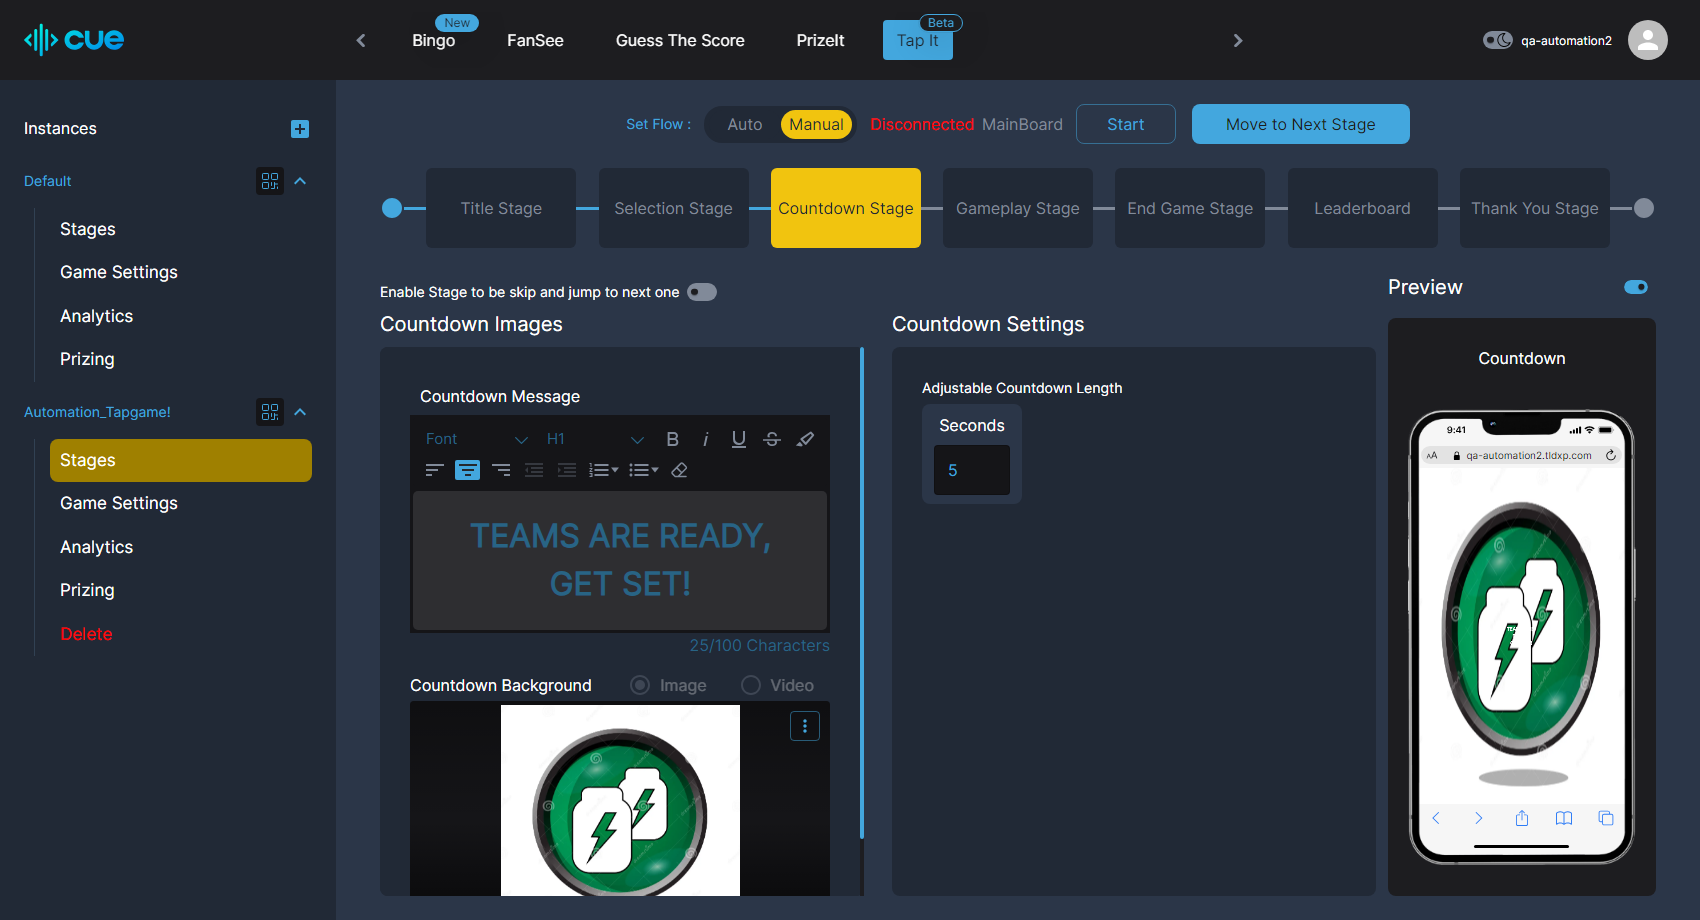 cue
New
Bingo
FanSee
Guess The Score
PrizeIt
Beta
Tap It
qa-automation2
Instances
Default
Stages
Game Settings
Analytics
Prizing
Automation_Tapgame!
Stages
Game Settings
Analytics
Prizing
Delete
Set Flow :
Auto
Manual
Disconnected MainBoard
Start
Move to Next Stage
Title Stage
Selection Stage
Countdown Stage
Gameplay Stage
End Game Stage
Leaderboard
Thank You Stage
Enable Stage to be skip and jump to next one
Countdown Images
Countdown Message
Font
H1
B i U S
TEAMS ARE READY,
GET SET!
25/100 Characters
Countdown Background
Image
Video
Countdown Settings
Adjustable Countdown Length
Seconds
5
Preview
Countdown
9:41
AA
qa-automation2.tldxp.com